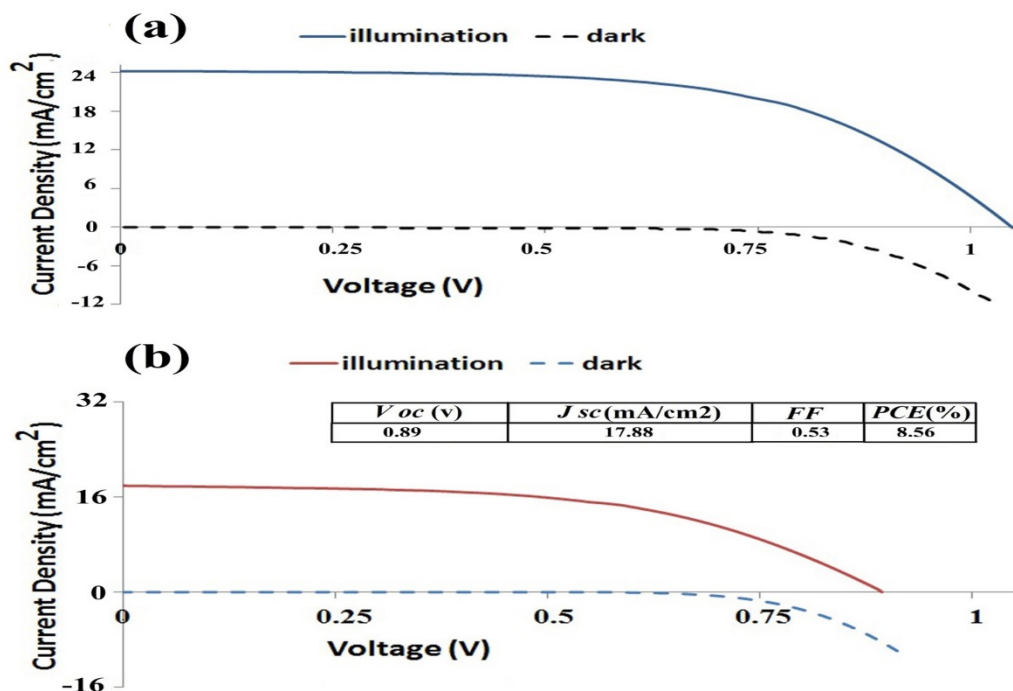 (a)
illumination dark
Current Density (mA/cm²)
24
18
12
6
0
-6
-12
0 0.25 0.5 0.75 1
Voltage (V)
(b)
illumination dark
Current Density (mA/cm²)
32
16
0
-16
V oc (v) J sc(mA/cm2) FF PCE(%)
0.89 17.88 0.53 8.56
0 0.25 0.5 0.75 1
Voltage (V)